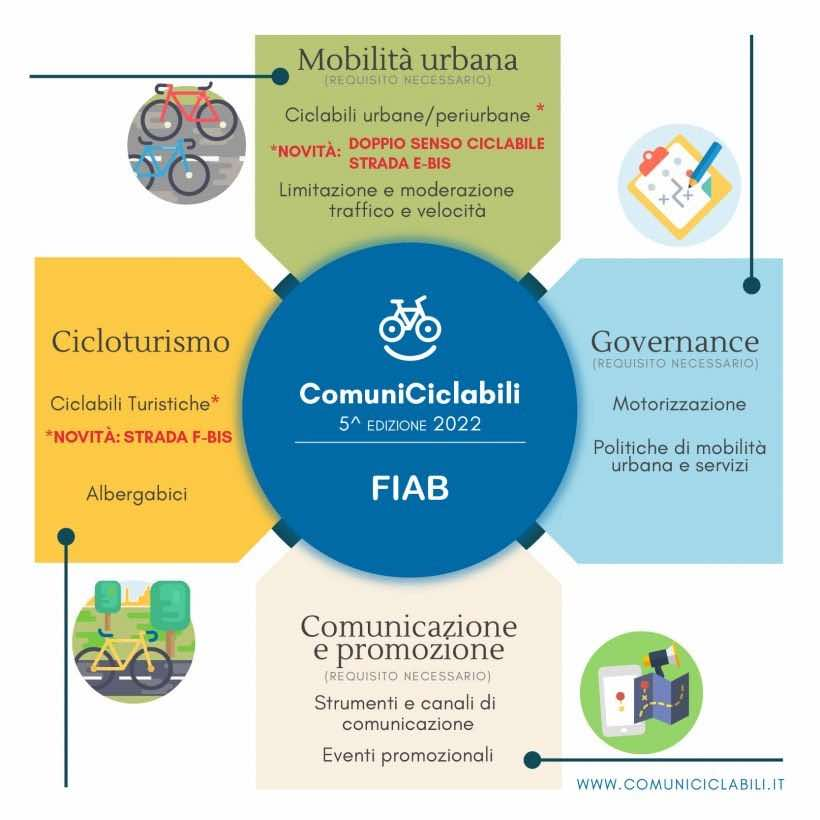 Mobilità urbana
(REQUISITO NECESSARIO)
Ciclabili urbane/periurbane *
*NOVITÀ: DOPPIO SENSO CICLABILE
STRADA E-BIS
Limitazione e moderazione
traffico e velocità
Cicloturismo
Ciclabili Turistiche*
*NOVITÀ: STRADA F-BIS
Albergabici
ComuniCiclabili
5^ EDIZIONE 2022
FIAB
Governance
(REQUISITO NECESSARIO)
Motorizzazione
Politiche di mobilità
urbana e servizi
Comunicazione
e promozione
(REQUISITO NECESSARIO)
Strumenti e canali di
comunicazione
Eventi promozionali
WWW.COMUNICICLABILI.IT